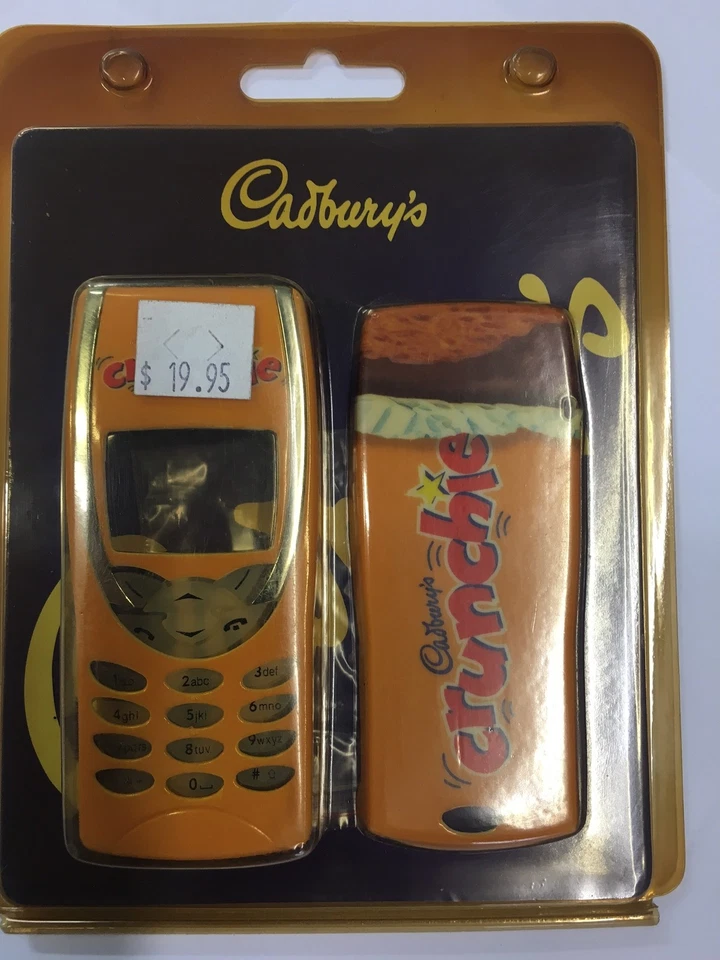 Cadbury's
$ 19.95
2abc
3def
4ghi
5jkl
6mno
8tuv
9wxyz
0
#
Cadbury's
crunchie